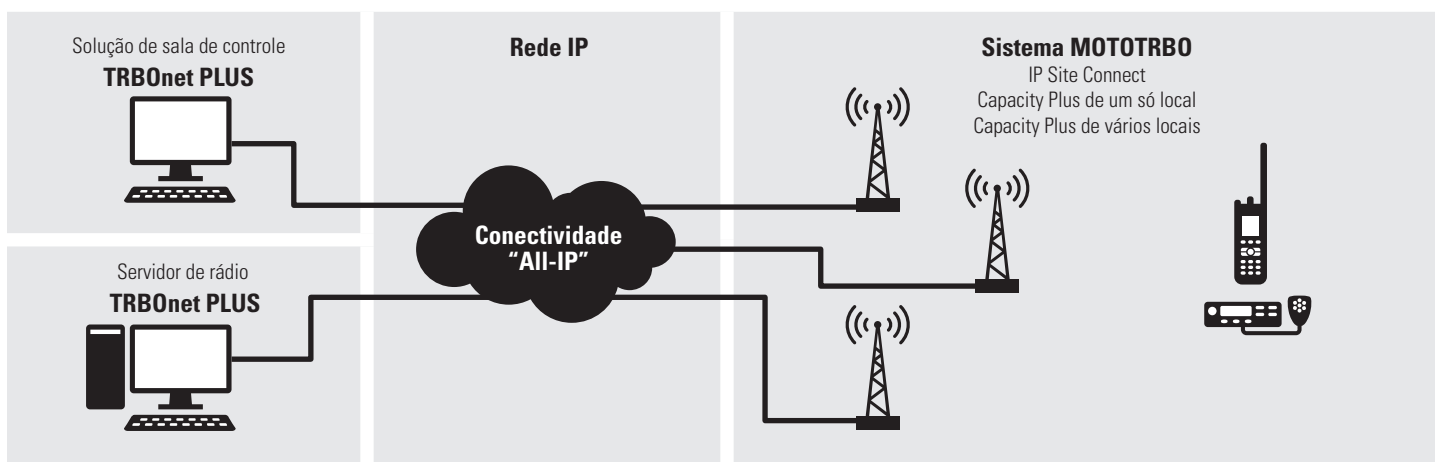 Solução de sala de controle
TRBOnet PLUS
Servidor de rádio
TRBOnet PLUS
Rede IP
Conectividade
“All-IP”
Sistema MOTOTRBO
IP Site Connect
Capacity Plus de um só local
Capacity Plus de vários locais